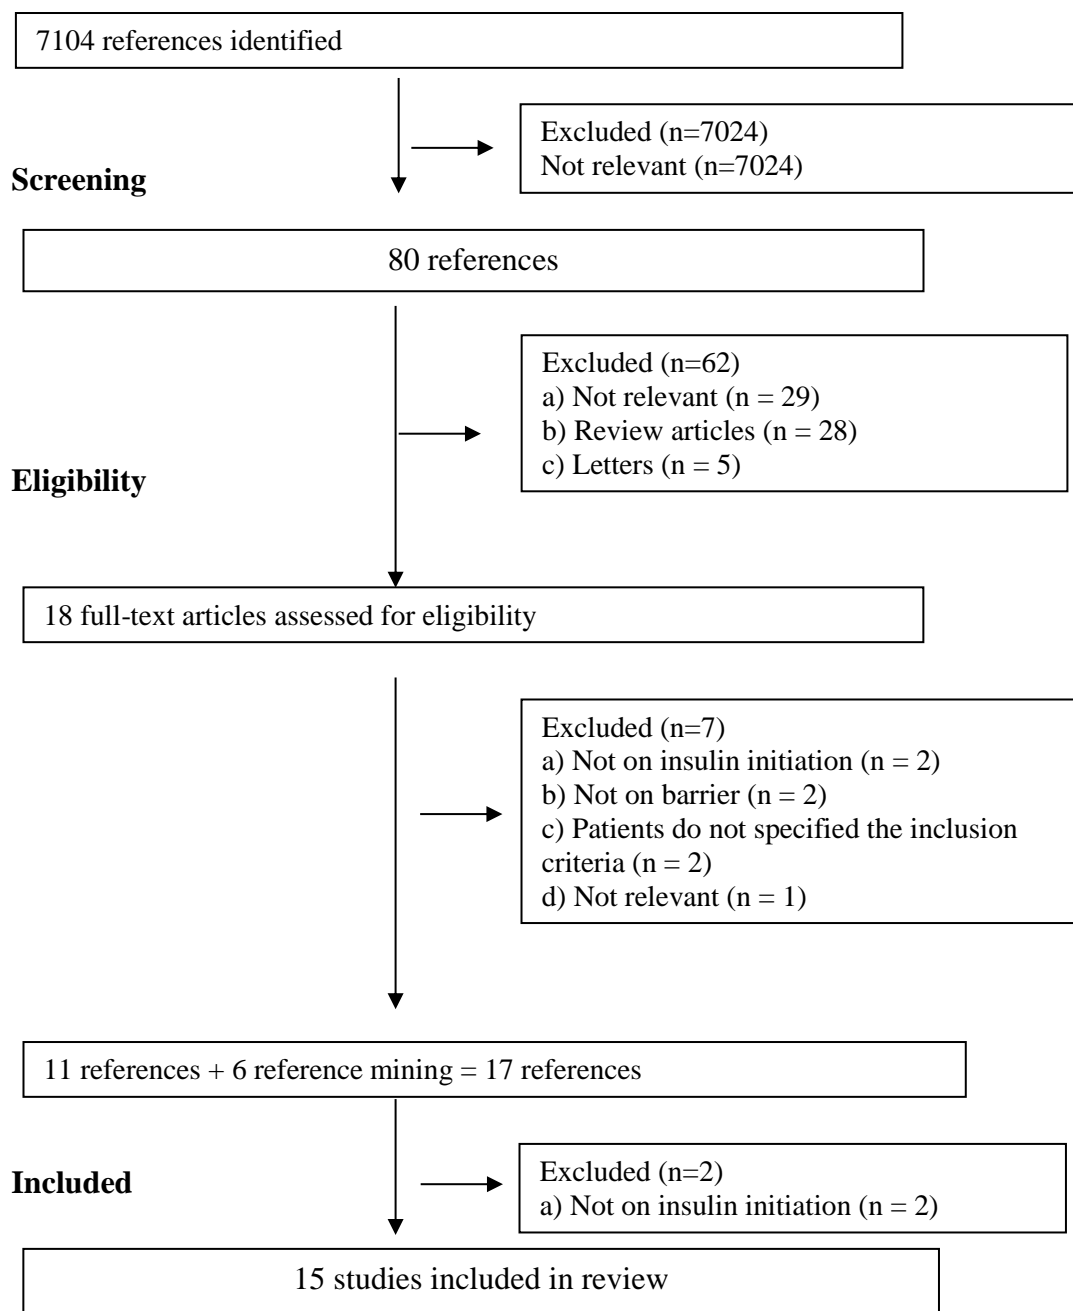 7104 references identified
Excluded (n=7024)
Not relevant (n=7024)
Screening
80 references
Excluded (n=62)
a) Not relevant (n = 29)
b) Review articles (n = 28)
c) Letters (n = 5)
Eligibility
18 full-text articles assessed for eligibility
Excluded (n=7)
a) Not on insulin initiation (n = 2)
b) Not on barrier (n = 2)
c) Patients do not specified the inclusion
criteria (n = 2)
d) Not relevant (n = 1)
11 references + 6 reference mining = 17 references
Excluded (n=2)
a) Not on insulin initiation (n = 2)
Included
15 studies included in review